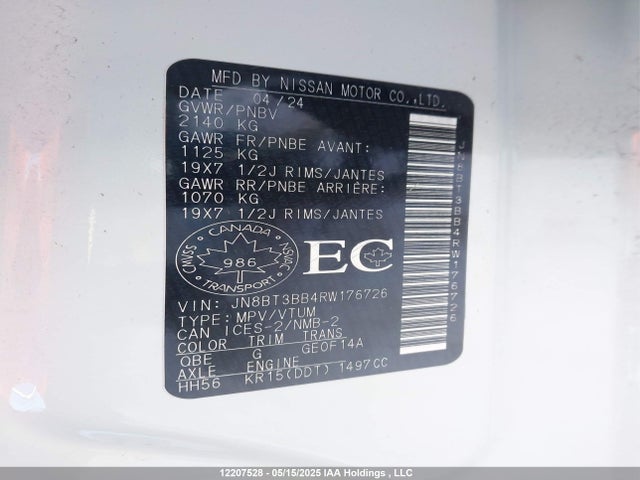 MFD BY NISSAN MOTOR CO.,LTD.
DATE 04/24
GVWR/PNBV
2140 KG
GAWR FR/PNBE AVANT:
1125 KG
19X7 1/2J RIMS/JANTES
GAWR RR/PNBE ARRIÈRE:
1070 KG
19X7 1/2J RIMS/JANTES
CANADA
SVNSC NSVAC
986
TRANSPORT
EC
VIN: JN8BT3BB4RW176726
TYPE: MPV/VTUM
CAN ICES-2/NMB-2
COLOR TRIM TRANS
QBE G GE0F14A
AXLE ENGINE
HH56 KR15(DDT) 1497CC
JN8BT3BB4RW176726
12207528 - 05/15/2025 IAA Holdings , LLC